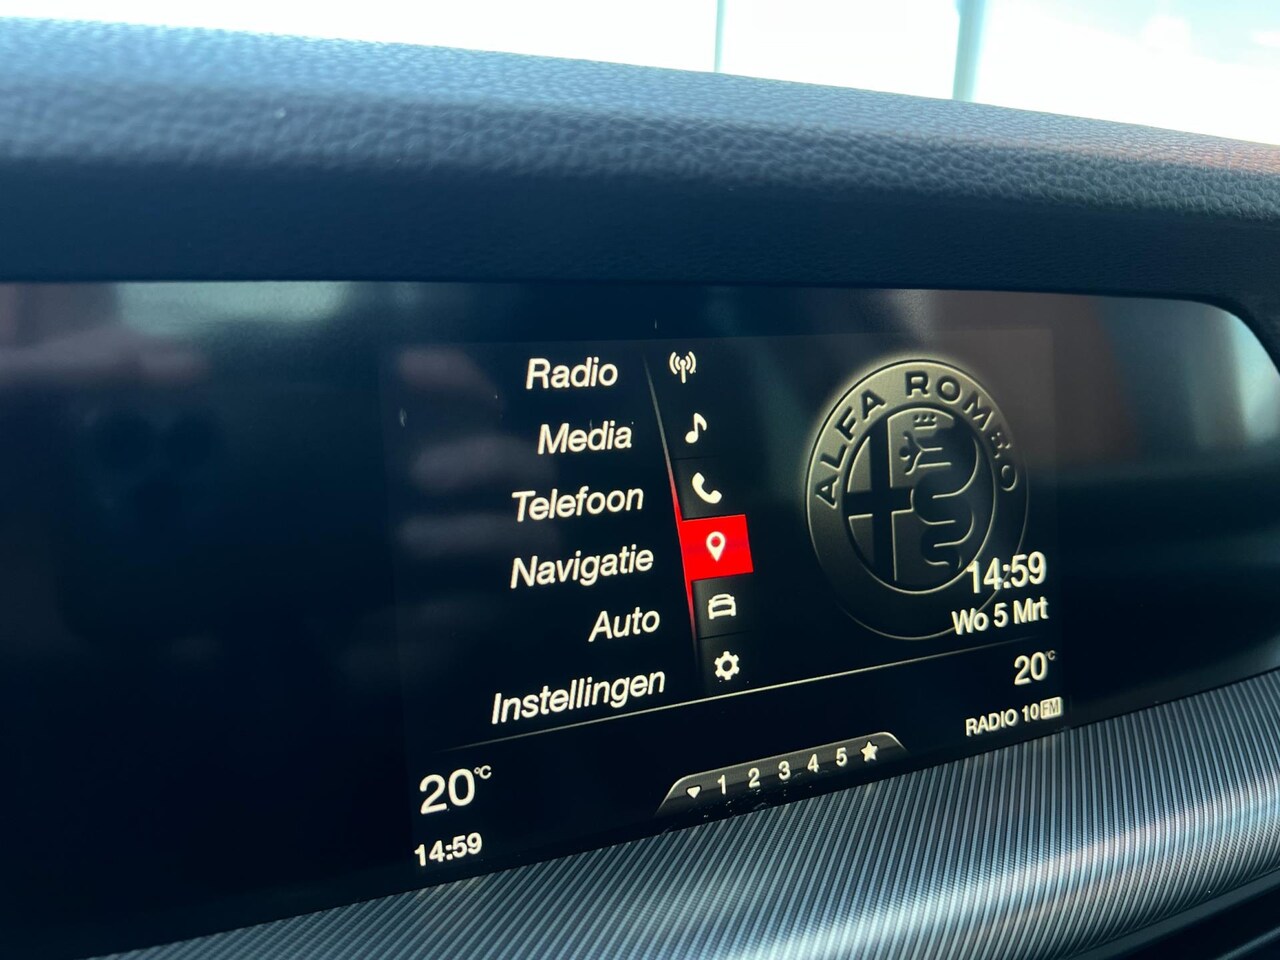 Radio
Media
Telefoon
Navigatie
Auto
Instellingen
ALFA ROMEO
14:59
Wo 5 Mrt
20°C
RADIO 10 FM
1 2 3 4 5
20°C
14:59